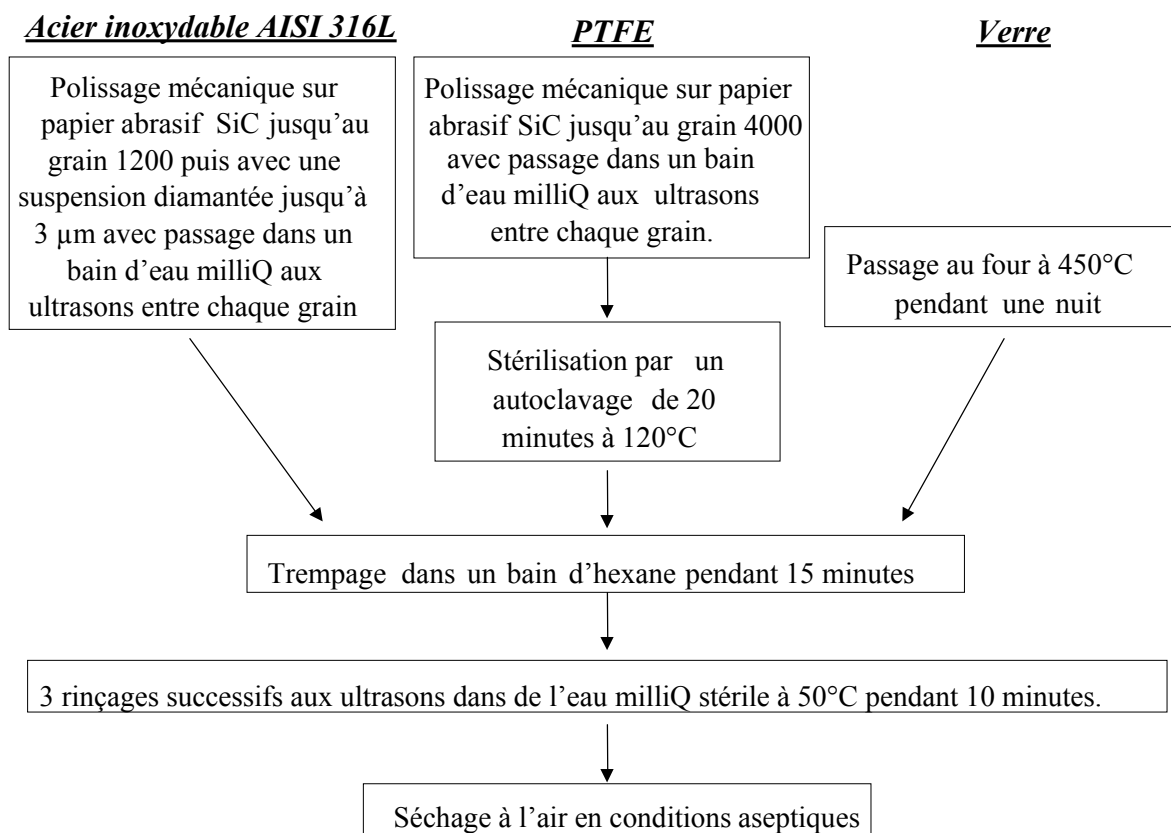 Acier inoxydable AISI 316L
PTFE
Verre
Polissage mécanique sur
papier abrasif SiC jusqu'au
grain 1200 puis avec une
suspension diamantée jusqu'à
3 µm avec passage dans un
bain d'eau milliQ aux
ultrasons entre chaque grain
Polissage mécanique sur papier
abrasif SiC jusqu'au grain 4000
avec passage dans un bain
d'eau milliQ aux ultrasons
entre chaque grain.
Passage au four à 450°C
pendant une nuit
Stérilisation par un
autoclavage de 20
minutes à 120°C
Trempage dans un bain d'hexane pendant 15 minutes
3 rinçages successifs aux ultrasons dans de l'eau milliQ stérile à 50°C pendant 10 minutes.
Séchage à l'air en conditions aseptiques